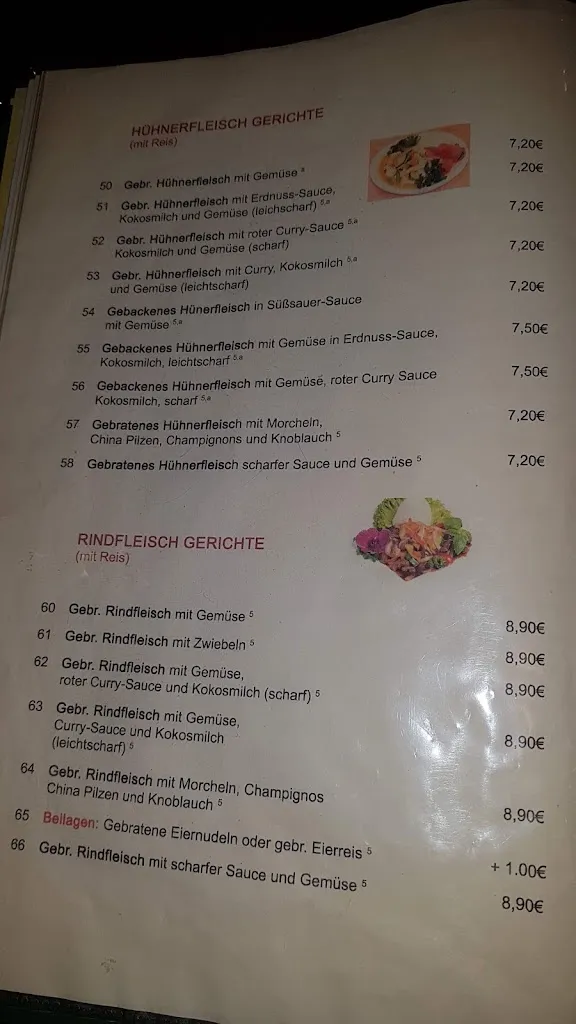 HÜHNERFLEISCH GERICHTE
(mit Reis)
50 Gebr. Hühnerfleisch mit Gemüse ᵃ 7,20€
51 Gebr. Hühnerfleisch mit Erdnuss-Sauce, 7,20€
Kokosmilch und Gemüse (leichscharf) 5,a
52 Gebr. Hühnerfleisch mit roter Curry-Sauce 5,a 7,20€
Kokosmilch und Gemüse (scharf)
53 Gebr. Hühnerfleisch mit Curry, Kokosmilch 5,a 7,20€
und Gemüse (leichtscharf)
54 Gebackenes Hünerfleisch in Süßsauer-Sauce 7,20€
mit Gemüse 5,a
55 Gebackenes Hühnerfleisch mit Gemüse in Erdnuss-Sauce, 7,50€
Kokosmilch, leichtscharf 5,a
56 Gebackenes Hühnerfleisch mit Gemüse, roter Curry Sauce 7,50€
Kokosmilch, scharf 5,a
57 Gebratenes Hühnerfleisch mit Morcheln, 7,20€
China Pilzen, Champignons und Knoblauch 5
58 Gebratenes Hühnerfleisch scharfer Sauce und Gemüse 5 7,20€
RINDFLEISCH GERICHTE
(mit Reis)
60 Gebr. Rindfleisch mit Gemüse 5 8,90€
61 Gebr. Rindfleisch mit Zwiebeln 5 8,90€
62 Gebr. Rindfleisch mit Gemüse, 8,90€
roter Curry-Sauce und Kokosmilch (scharf) 5
63 Gebr. Rindfleisch mit Gemüse, 8,90€
Curry-Sauce und Kokosmilch
(leichtscharf) 5
64 Gebr. Rindfleisch mit Morcheln, Champignos 8,90€
China Pilzen und Knoblauch 5
65 Beilagen: Gebratene Eiernudeln oder gebr. Eierreis 5 + 1.00€
66 Gebr. Rindfleisch mit scharfer Sauce und Gemüse 5 8,90€